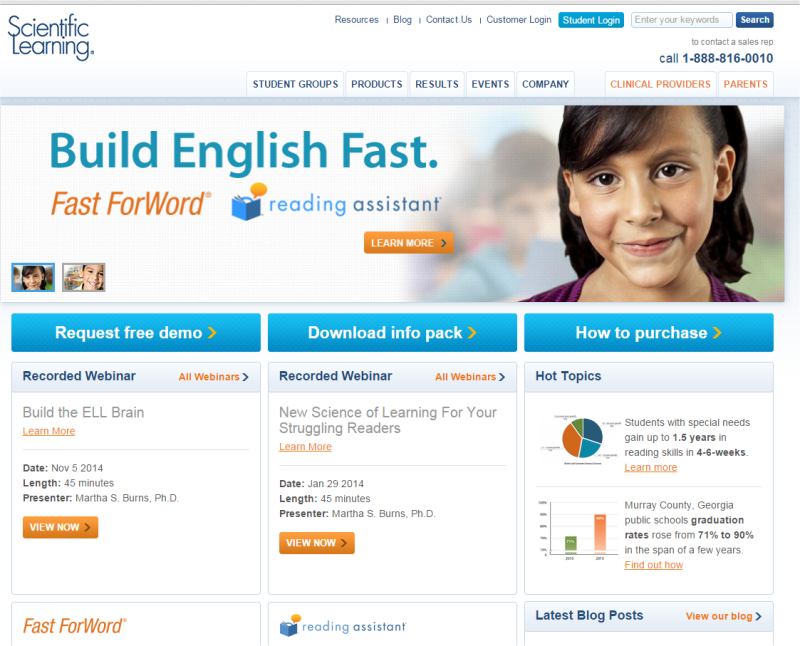 Scientific
Learning®
Resources | Blog | Contact Us | Customer Login Student Login Enter your keywords Search
to contact a sales rep
call 1-888-816-0010
STUDENT GROUPS PRODUCTS RESULTS EVENTS COMPANY CLINICAL PROVIDERS PARENTS
Build English Fast.
Fast ForWord® reading assistant
LEARN MORE
Request free demo
Download info pack
How to purchase
Recorded Webinar All Webinars
Build the ELL Brain
Learn More
Date: Nov 5 2014
Length: 45 minutes
Presenter: Martha S. Burns, Ph.D.
VIEW NOW
Recorded Webinar All Webinars
New Science of Learning For Your
Struggling Readers
Learn More
Date: Jan 29 2014
Length: 45 minutes
Presenter: Martha S. Burns, Ph.D.
VIEW NOW
Hot Topics
Students with special needs
gain up to 1.5 years in
reading skills in 4-6-weeks.
Learn more
Murray County, Georgia
public schools graduation
rates rose from 71% to 90%
in the span of a few years.
Find out how
Fast ForWord®
reading assistant
Latest Blog Posts View our blog